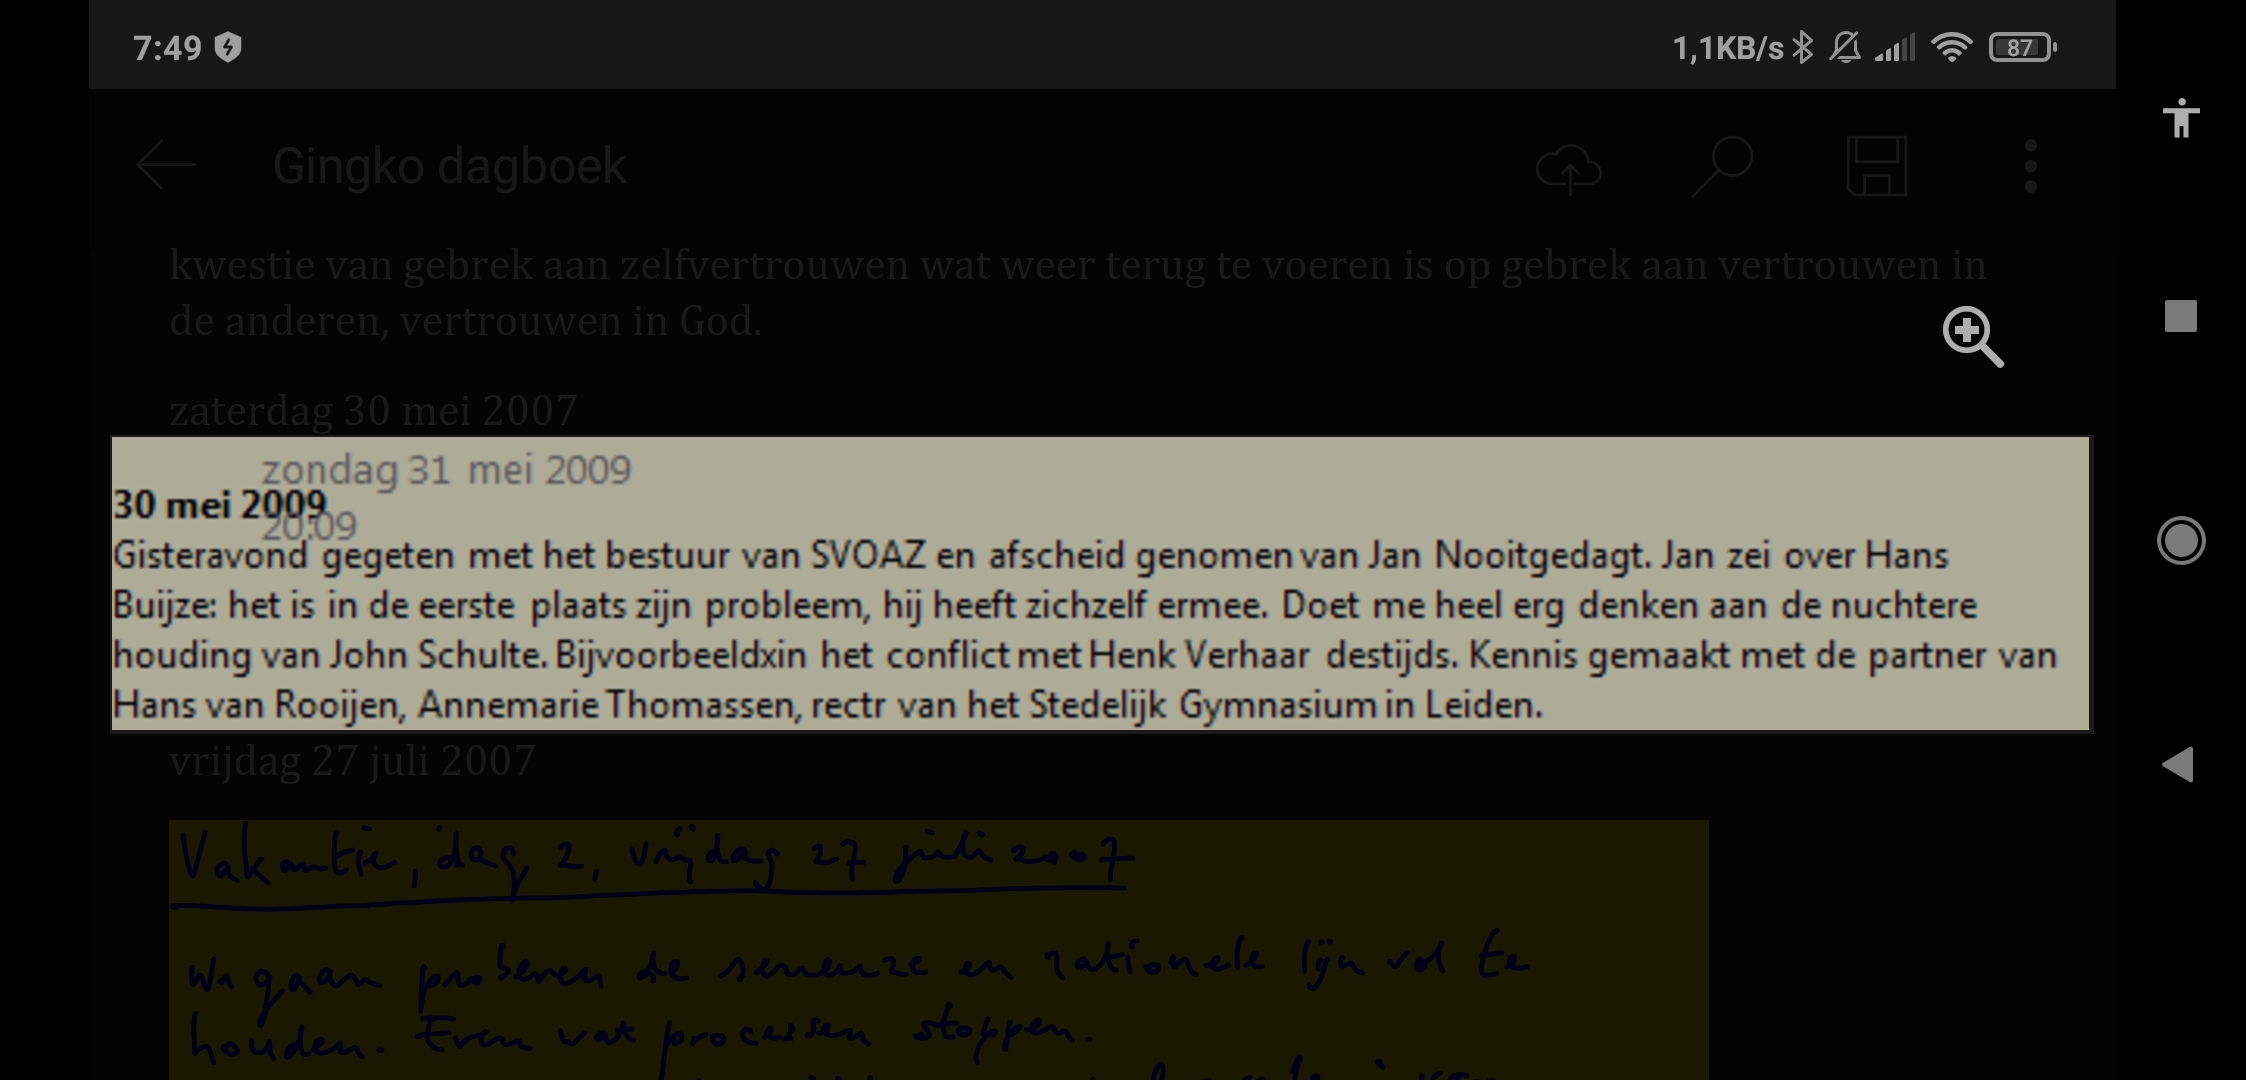 7:49
1,1KB/s 87
Gingko dagboek
kwestie van gebrek aan zelfvertrouwen wat weer terug te voeren is op gebrek aan vertrouwen in
de anderen, vertrouwen in God.
zaterdag 30 mei 2007
zondag 31 mei 2009
30 mei 2009
20:09
Gisteravond gegeten met het bestuur van SVOAZ en afscheid genomen van Jan Nooitgedagt. Jan zei over Hans
Buijze: het is in de eerste plaats zijn probleem, hij heeft zichzelf ermee. Doet me heel erg denken aan de nuchtere
houding van John Schulte. Bijvoorbeeldxin het conflict met Henk Verhaar destijds. Kennis gemaakt met de partner van
Hans van Rooijen, Annemarie Thomassen, rectr van het Stedelijk Gymnasium in Leiden.
vrijdag 27 juli 2007
Vakantie, dag 2, vrijdag 27 juli 2007
We gaan proberen de serene en rationele lijn vol te
houden. Even wat processen stoppen.